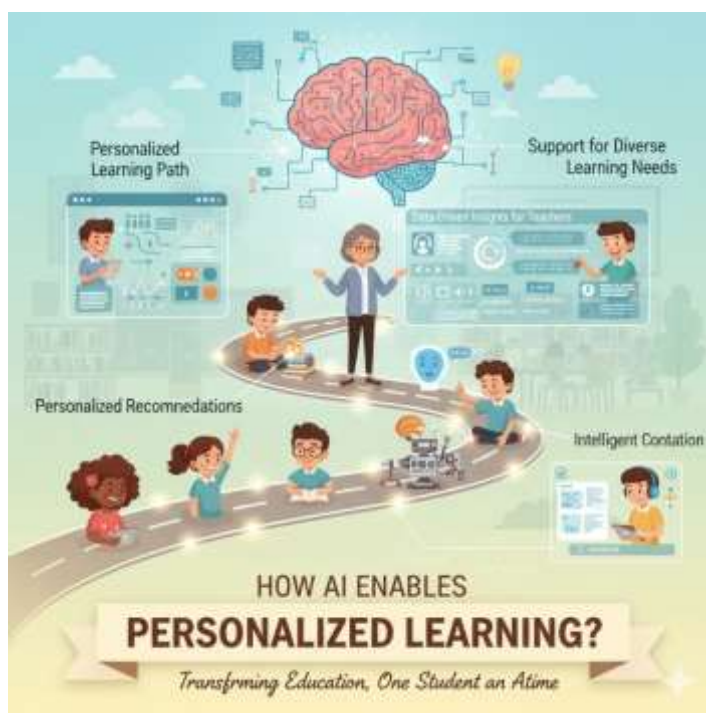 Personalized
Learning Path
Support for Diverse
Learning Needs
Data-Driven Insights for Teachers
Personalized Recomnedations
Intelligent Contation
HOW AI ENABLES
PERSONALIZED LEARNING?
Transfrming Education, One Student an Atime